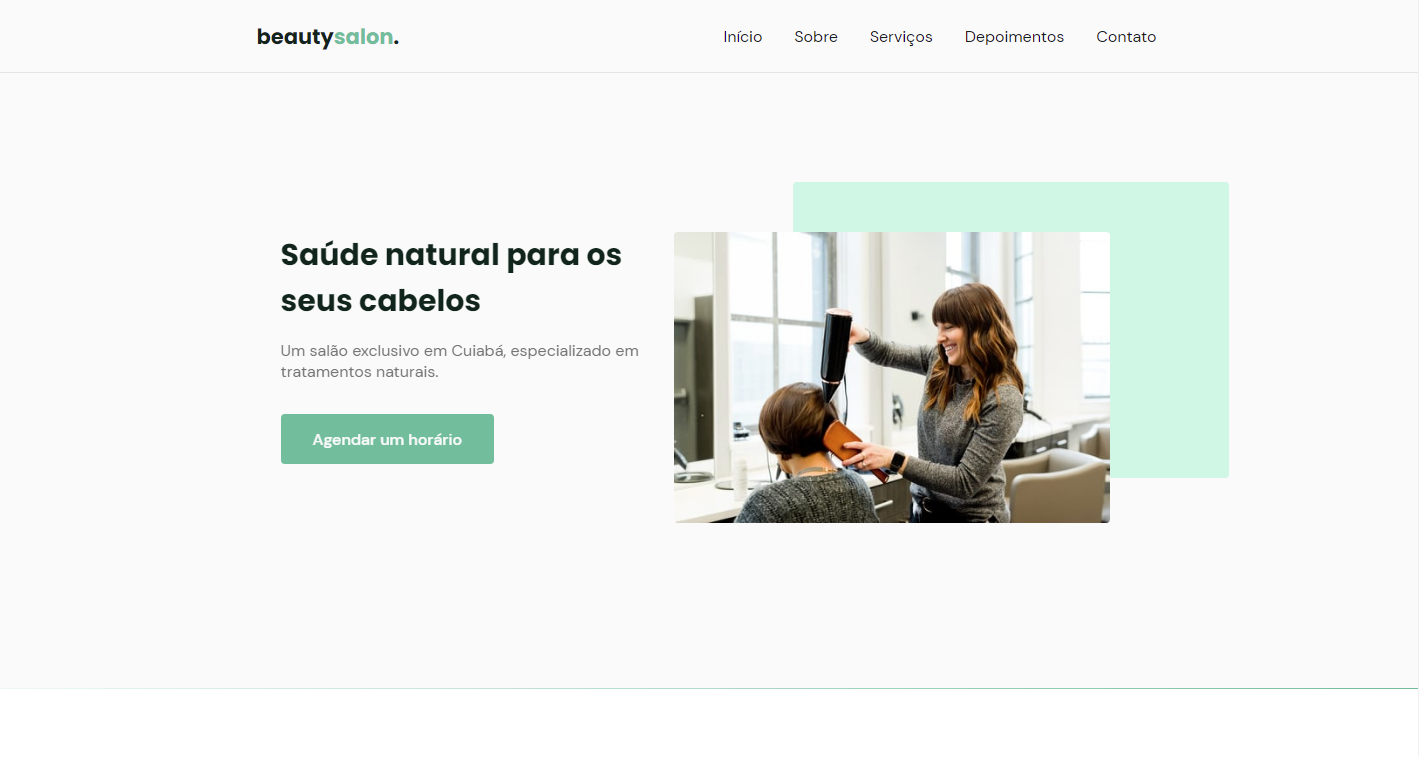 beautysalon.
Início Sobre Serviços Depoimentos Contato
Saúde natural para os
seus cabelos
Um salão exclusivo em Cuiabá, especializado em
tratamentos naturais.
Agendar um horário